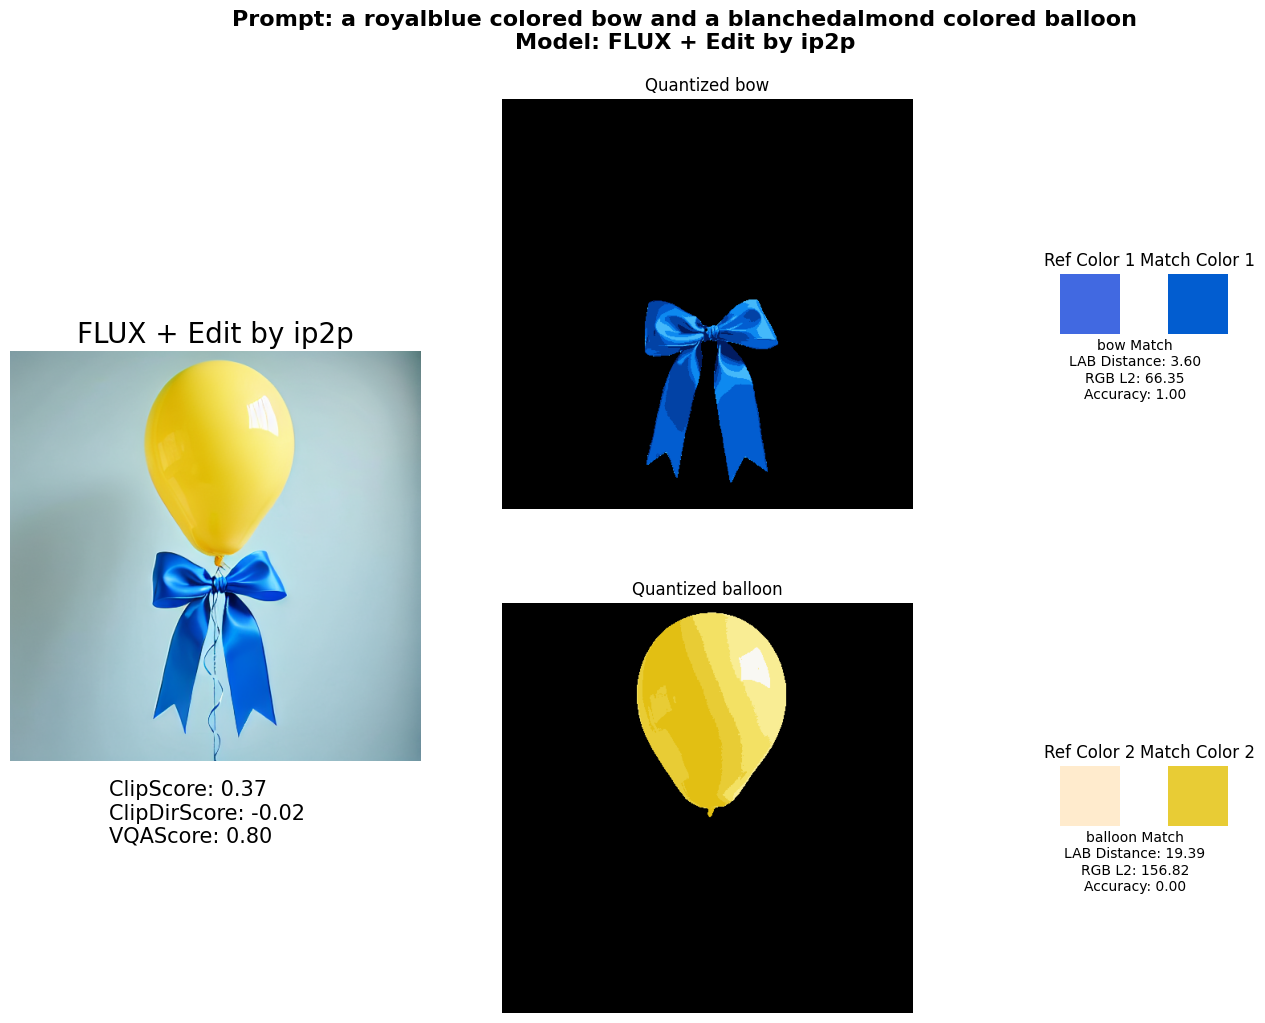 Prompt: a royalblue colored bow and a blanchedalmond colored balloon
Model: FLUX + Edit by ip2p
FLUX + Edit by ip2p
ClipScore: 0.37
ClipDirScore: -0.02
VQAScore: 0.80
Quantized bow
Ref Color 1 Match Color 1
bow Match
LAB Distance: 3.60
RGB L2: 66.35
Accuracy: 1.00
Quantized balloon
Ref Color 2 Match Color 2
balloon Match
LAB Distance: 19.39
RGB L2: 156.82
Accuracy: 0.00